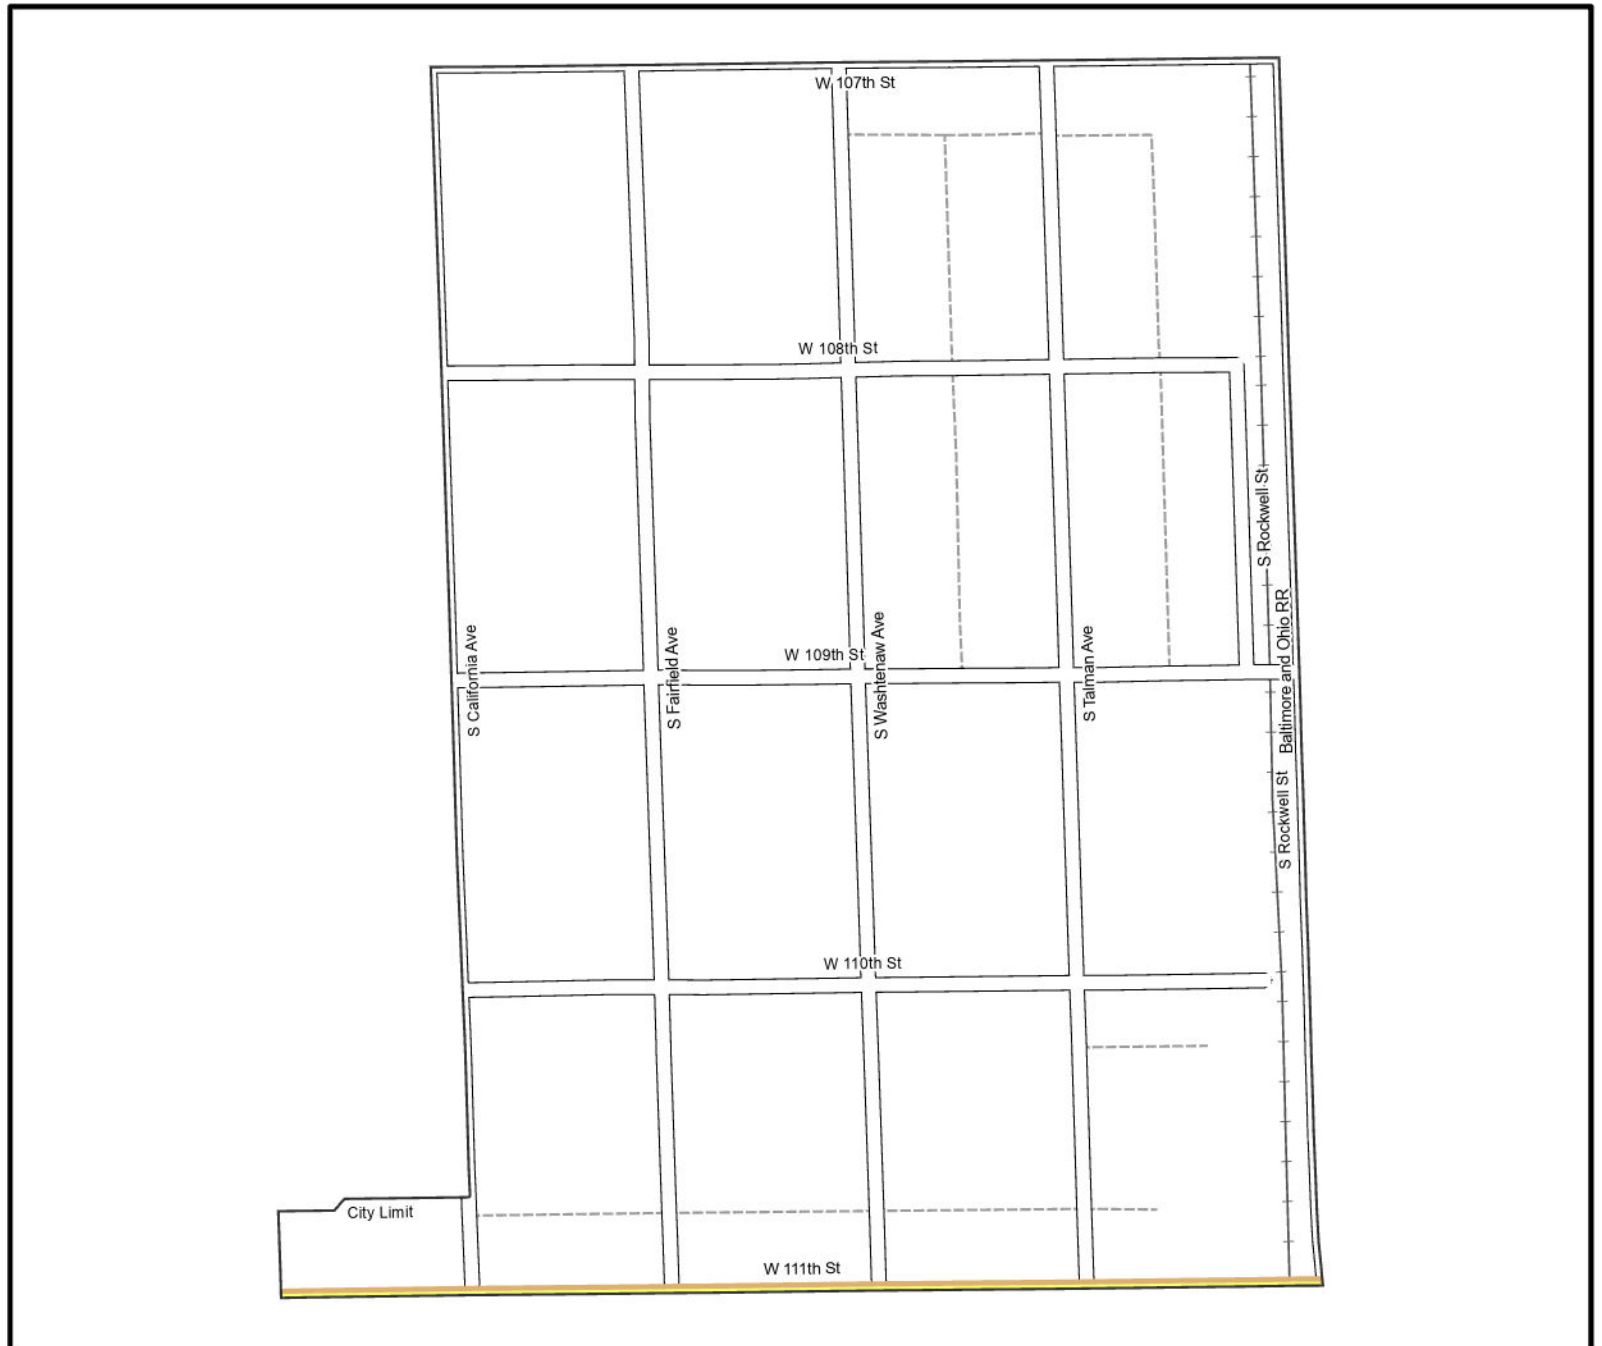 W 107th St
W 108th St
S Rockwell St
W 109th St
S California Ave
S Fairfield Ave
S Washtenaw Ave
S Talman Ave
Baltimore and Ohio RR
S Rockwell St
W 110th St
City Limit
W 111th St